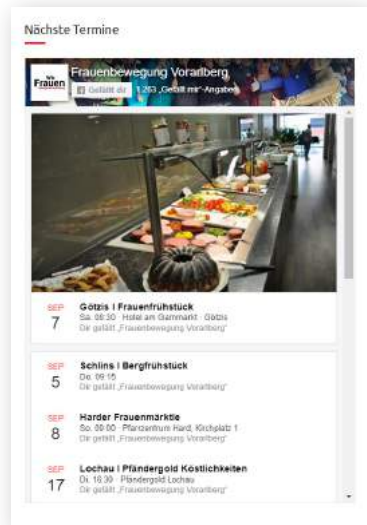 Nächste Termine
Frauenbewegung Vorarlberg
Frauen
Gefällt dir
1.263 „Gefällt mir“-Angaben
SEP
7
Götzis I Frauenfrühstück
Sa. 08:30 · Hotel am Garnmarkt · Götzis
Dir gefällt „Frauenbewegung Vorarlberg“
SEP
5
Schlins I Bergfrühstück
Do. 09:15
Dir gefällt „Frauenbewegung Vorarlberg“
SEP
8
Harder Frauenmärktle
So. 09:00 · Pfarrzentrum Hard, Kirchplatz 1
Dir gefällt „Frauenbewegung Vorarlberg“
SEP
17
Lochau I Pfändergold Köstlichkeiten
Di. 16:30 · Pfändergold Lochau
Dir gefällt „Frauenbewegung Vorarlberg“